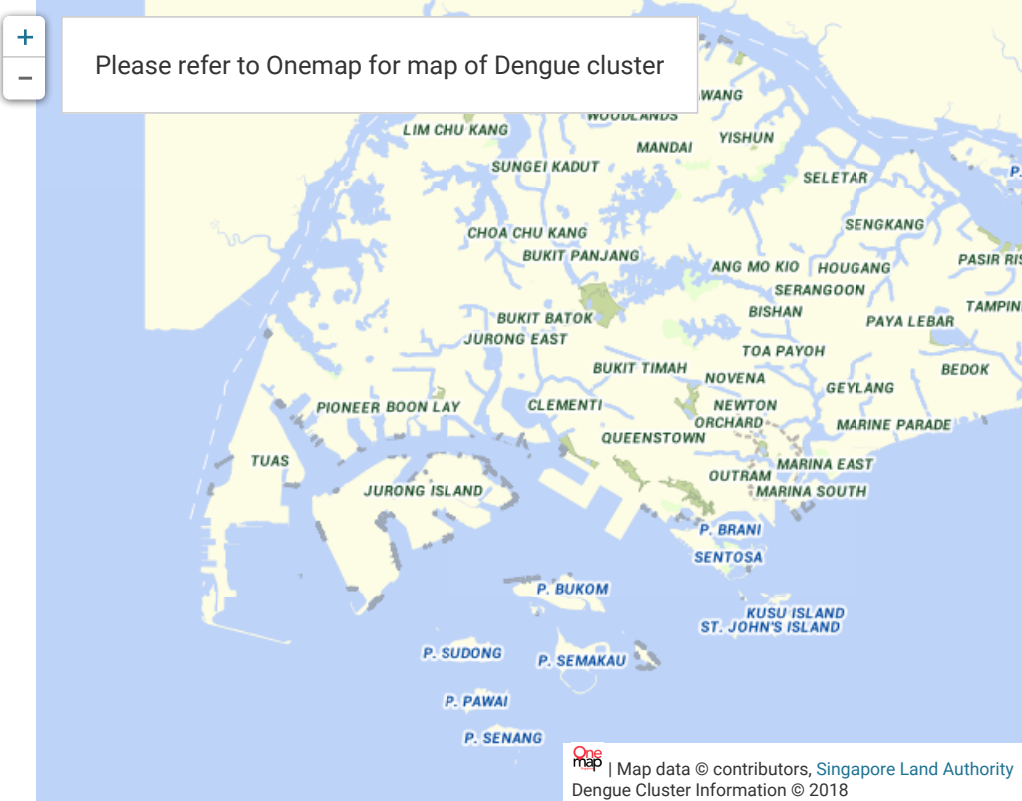 +
−
Please refer to Onemap for map of Dengue cluster
WANG
WOODLANDS
LIM CHU KANG
YISHUN
MANDAI
SUNGEI KADUT
P.
SELETAR
SENGKANG
CHOA CHU KANG
BUKIT PANJANG
PASIR RIS
ANG MO KIO
HOUGANG
SERANGOON
TAMPIN
BISHAN
BUKIT BATOK
PAYA LEBAR
JURONG EAST
TOA PAYOH
BUKIT TIMAH
BEDOK
NOVENA
GEYLANG
PIONEER
BOON LAY
CLEMENTI
NEWTON
ORCHARD
MARINE PARADE
QUEENSTOWN
TUAS
MARINA EAST
OUTRAM
JURONG ISLAND
MARINA SOUTH
P. BRANI
SENTOSA
P. BUKOM
KUSU ISLAND
ST. JOHN'S ISLAND
P. SUDONG
P. SEMAKAU
P. PAWAI
P. SENANG
One
map | Map data © contributors, Singapore Land Authority
Dengue Cluster Information © 2018